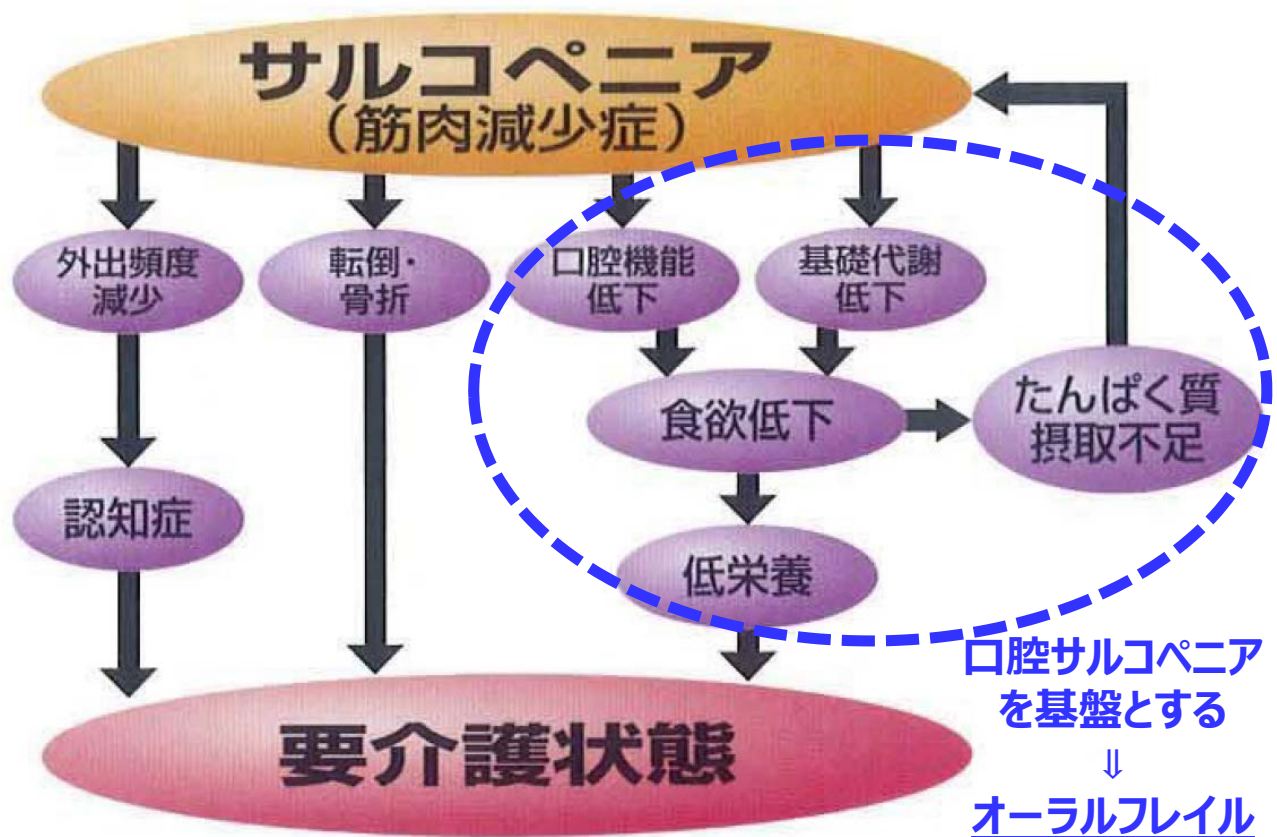 サルコペニア
（筋肉減少症）
外出頻度
減少
転倒・
骨折
口腔機能
低下
基礎代謝
低下
食欲低下
たんぱく質
摂取不足
認知症
低栄養
要介護状態
口腔サルコペニア
を基盤とする
⇓
オーラルフレイル